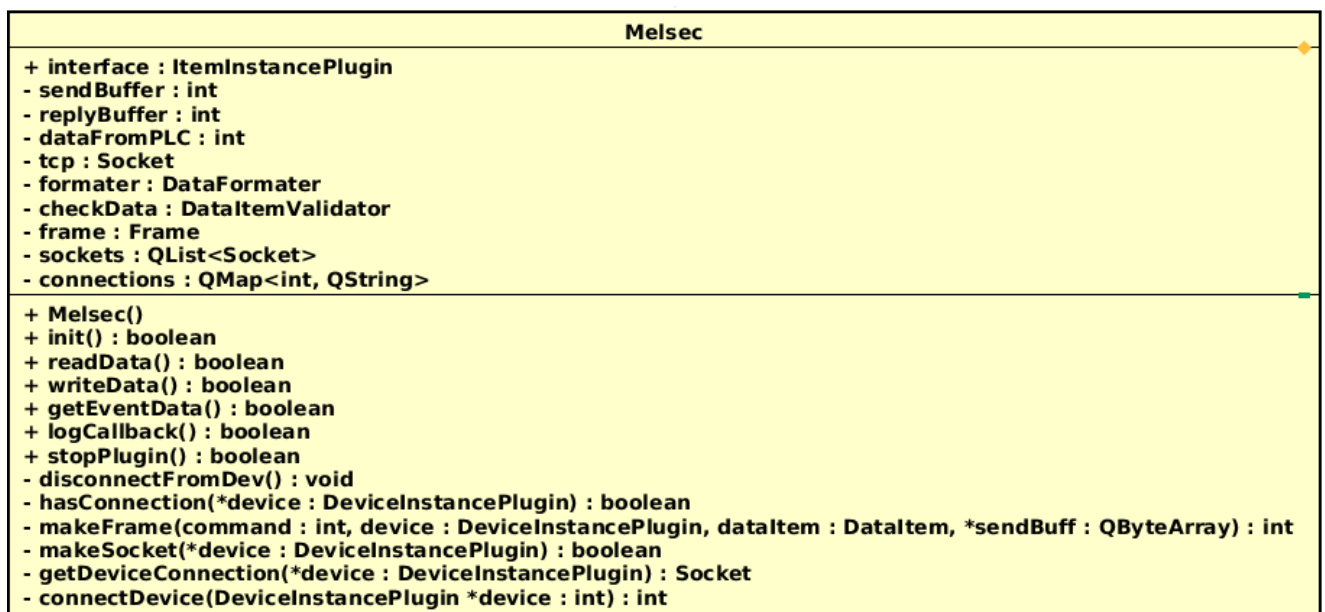 Melsec
+ interface : ItemInstancePlugin
- sendBuffer : int
- replyBuffer : int
- dataFromPLC : int
- tcp : Socket
- formater : DataFormater
- checkData : DataItemValidator
- frame : Frame
- sockets : QList<Socket>
- connections : QMap<int, QString>
+ Melsec()
+ init() : boolean
+ readData() : boolean
+ writeData() : boolean
+ getEventData() : boolean
+ logCallback() : boolean
+ stopPlugin() : boolean
- disconnectFromDev() : void
- hasConnection(*device : DeviceInstancePlugin) : boolean
- makeFrame(command : int, device : DeviceInstancePlugin, dataItem : DataItem, *sendBuff : QByteArray) : int
- makeSocket(*device : DeviceInstancePlugin) : boolean
- getDeviceConnection(*device : DeviceInstancePlugin) : Socket
- connectDevice(DeviceInstancePlugin *device : int) : int